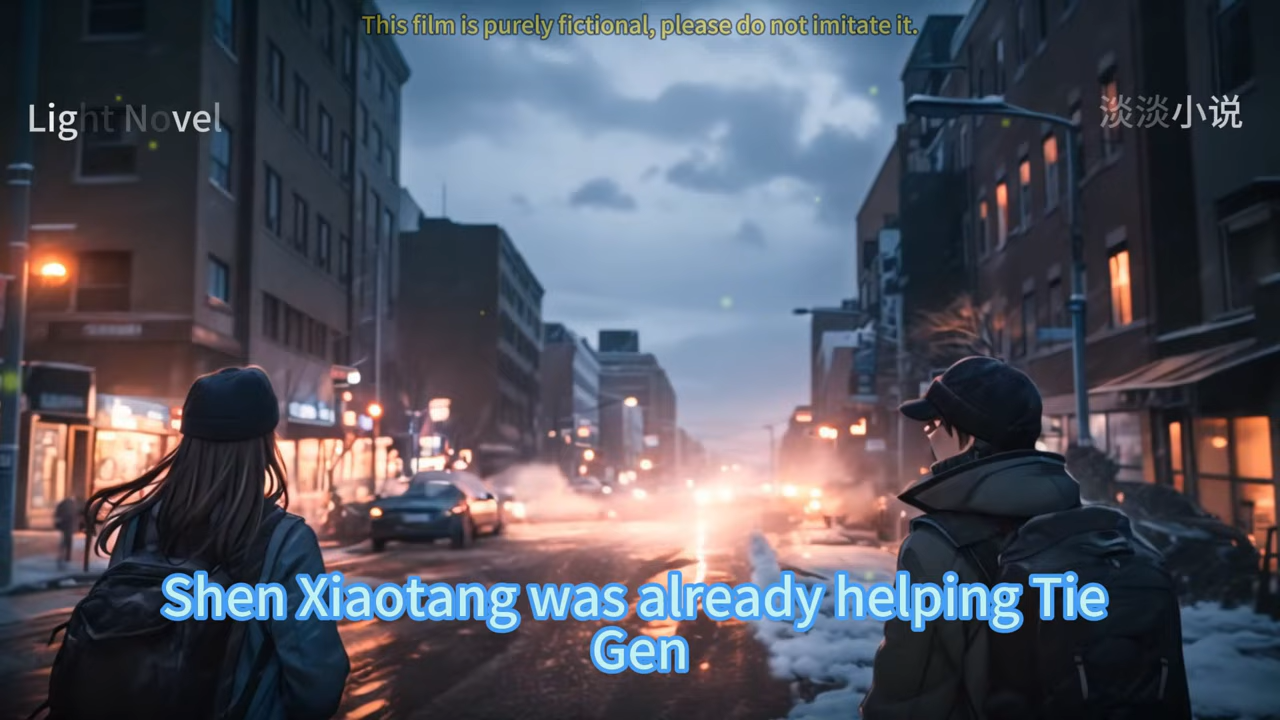 This film is purely fictional, please do not imitate it.
Light Novel
淡淡小说
Shen Xiaotang was already helping Tie
Gen